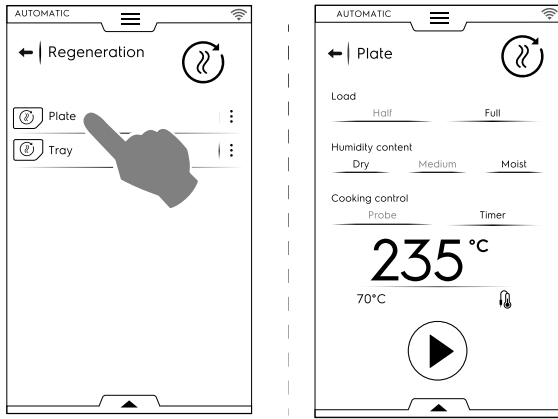 AUTOMATIC
Regeneration
Plate
Tray
AUTOMATIC
Plate
Load
Half Full
Humidity content
Dry Medium Moist
Cooking control
Probe Timer
235 °C
70°C